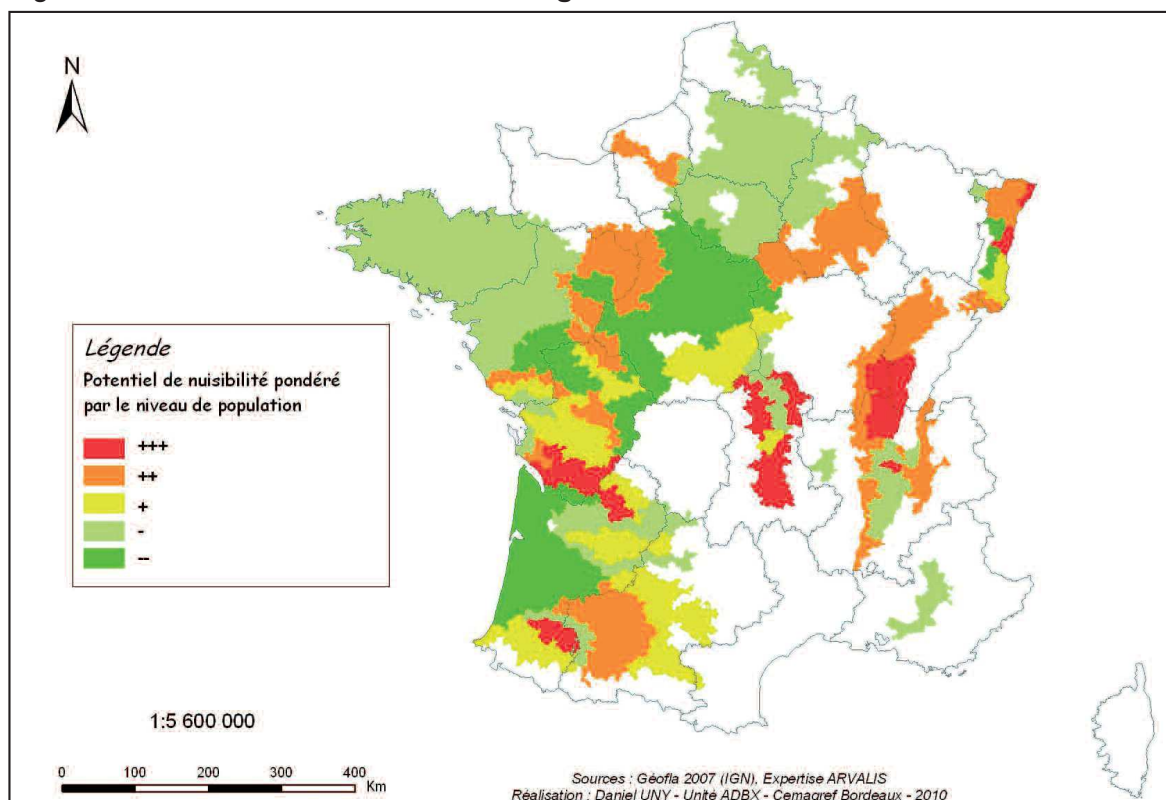 N
Légende
Potentiel de nuisibilité pondéré
par le niveau de population
+++
++
+
-
--
1:5 600 000
0 100 200 300 400
Km
Sources : Géofla 2007 (IGN), Expertise ARVALIS
Réalisation : Daniel UNY - Unité ADBX - Cemagref Bordeaux - 2010